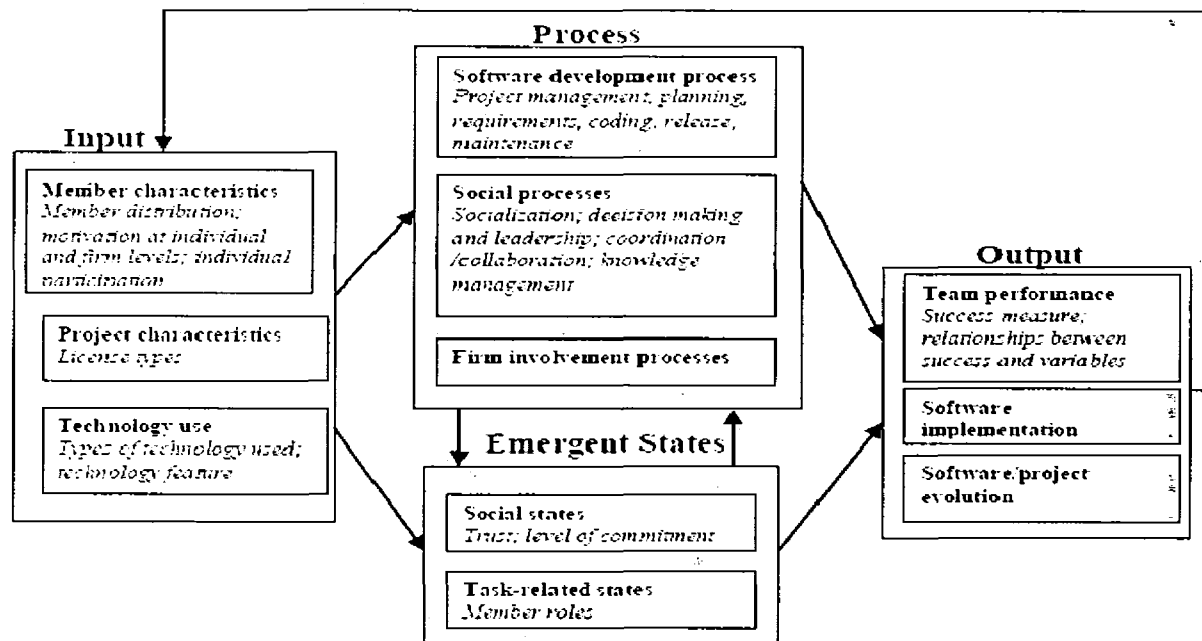 Process
Software development process
Project management, planning,
requirements, coding, release,
maintenance
Input
Member characteristics
Member distribution;
motivation at individual
and firm levels; individual
participation
Social processes
Socialization; decision making
and leadership; coordination
/collaboration; knowledge
management
Project characteristics
License types
Firm involvement processes
Technology use
Types of technology used;
technology feature
Output
Team performance
Success measure;
relationships between
success and variables
Software
implementation
Software/project
evolution
Emergent States
Social states
Trust; level of commitment
Task-related states
Member roles